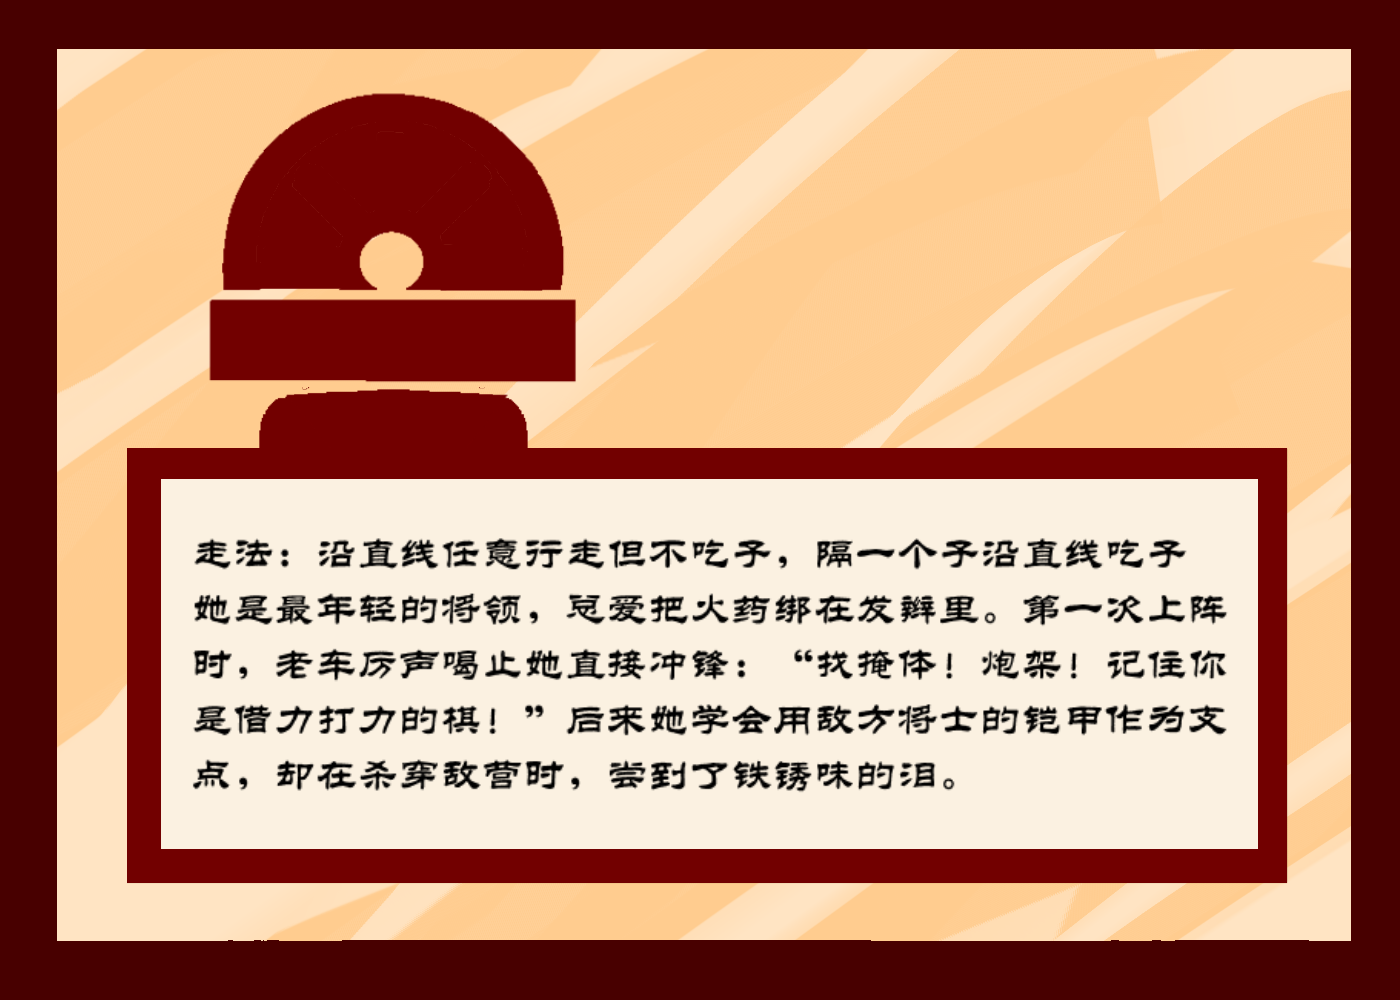 走法：沿直线任意行走但不吃子，隔一个子沿直线吃子
她是最年轻的将领，总爱把火药绑在发辫里。第一次上阵
时，老车厉声喝止她直接冲锋：“找掩体！炮架！记住你
是借力打力的棋！”后来她学会用敌方将士的铠甲作为支
点，却在杀穿敌营时，尝到了铁锈味的泪。